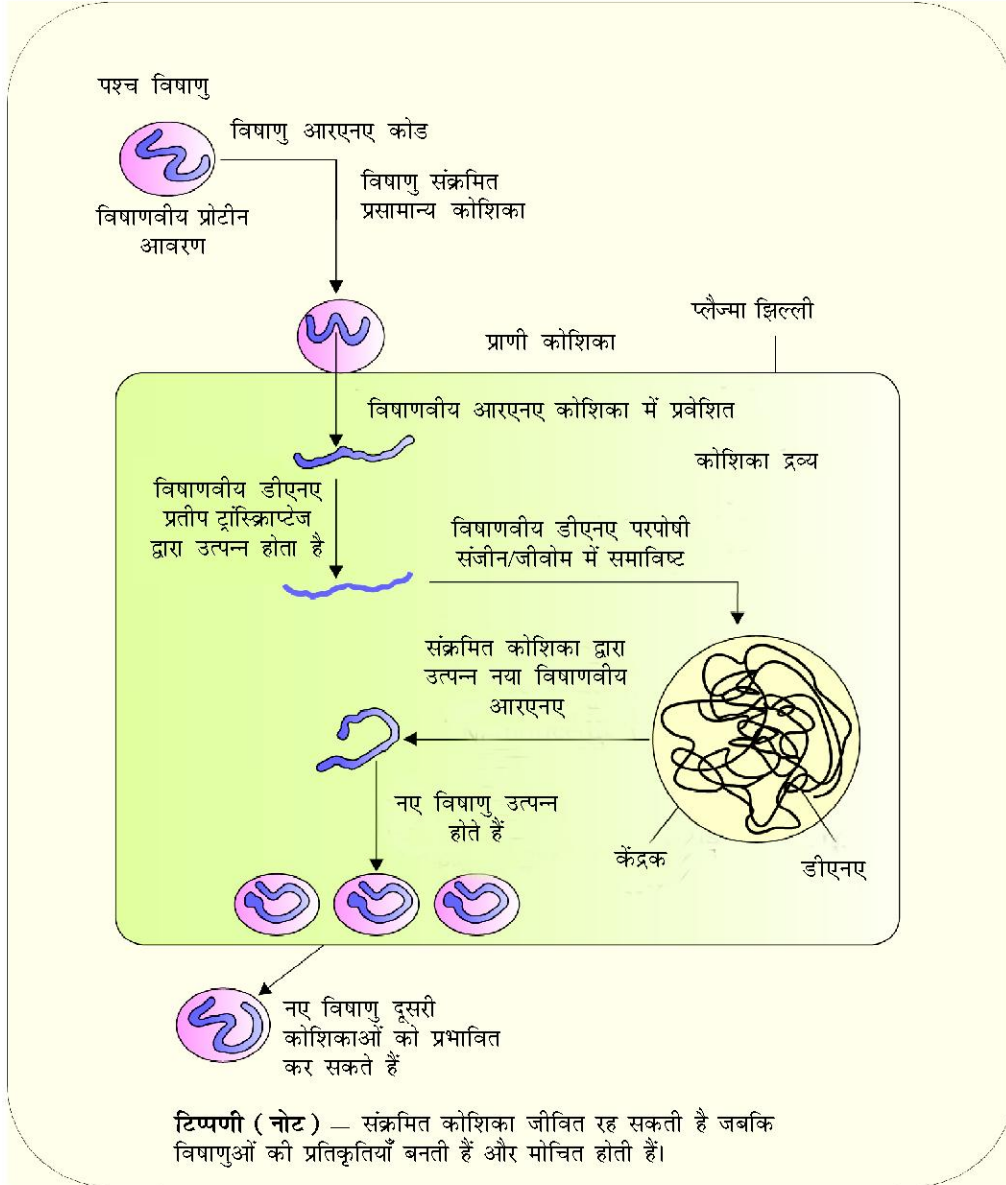 पश्च विषाणु
विषाणु आरएनए कोड
विषाणु संक्रमित
प्रसामान्य कोशिका
विषाणवीय प्रोटीन
आवरण
प्लैज्मा झिल्ली
प्राणी कोशिका
विषाणवीय आरएनए कोशिका में प्रवेशित
कोशिका द्रव्य
विषाणवीय डीएनए
प्रतीप ट्रांस्क्राप्टेज
द्वारा उत्पन्न होता है
विषाणवीय डीएनए परपोषी
संजीन/जीवोम में समाविष्ट
संक्रमित कोशिका द्वारा
उत्पन्न नया विषाणवीय
आरएनए
नए विषाणु उत्पन्न
होते हैं
केंद्रक
डीएनए
नए विषाणु दूसरी
कोशिकाओं को प्रभावित
कर सकते हैं
टिप्पणी ( नोट ) – संक्रमित कोशिका जीवित रह सकती है जबकि
विषाणुओं की प्रतिकृतियाँ बनती हैं और मोचित होती हैं।